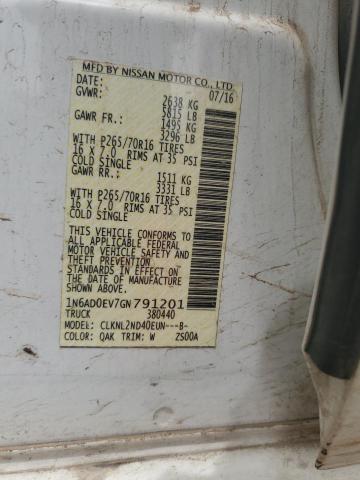 MFD BY NISSAN MOTOR CO., LTD.
DATE: 07/16
GVWR: 2638 KG
5815 LB
GAWR FR.: 1495 KG
3296 LB
WITH P265/70R16 TIRES
16 X 7.0 RIMS AT 35 PSI
COLD SINGLE
GAWR RR.: 1511 KG
3331 LB
WITH P265/70R16 TIRES
16 X 7.0 RIMS AT 35 PSI
COLD SINGLE
THIS VEHICLE CONFORMS TO
ALL APPLICABLE FEDERAL
MOTOR VEHICLE SAFETY AND
THEFT PREVENTION
STANDARDS IN EFFECT ON
THE DATE OF MANUFACTURE
SHOWN ABOVE.
1N6AD0EV7GN791201
TRUCK 380440
MODEL: CLKNL2ND40EUN---B-
COLOR: QAK TRIM: W ZS00A